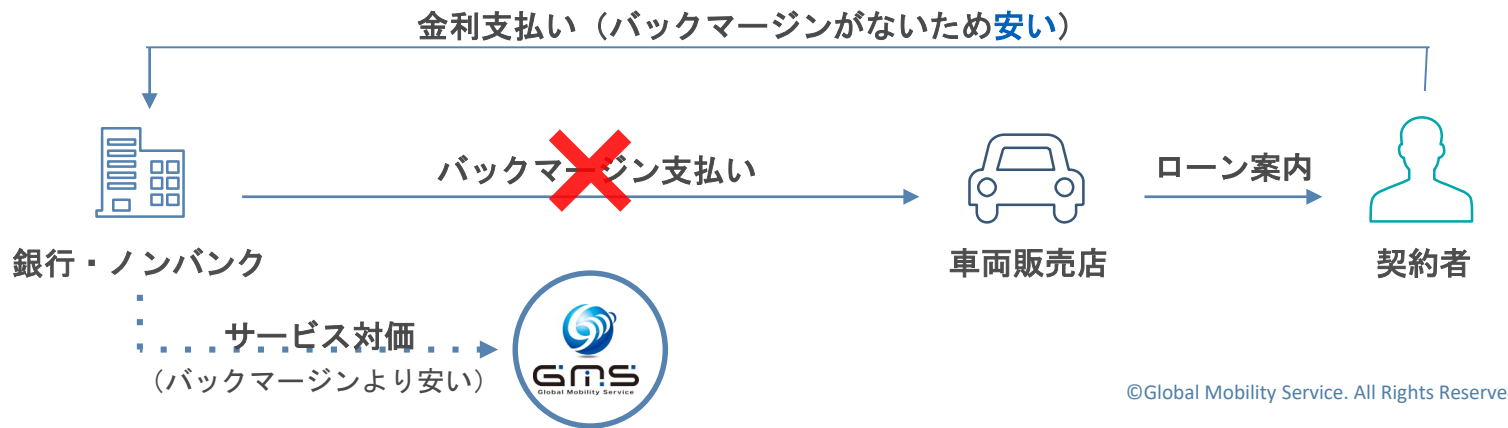 金利支払い（バックマージンがないため安い）
バックマージン支払い
ローン案内
銀行・ノンバンク
車両販売店
契約者
サービス対価
（バックマージンより安い）
GMS
Global Mobility Service
©Global Mobility Service. All Rights Reserve